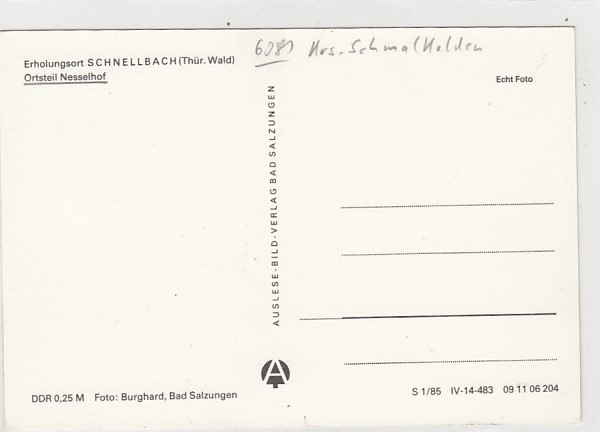 6081 Krs. Schmalkalden
Erholungsort SCHNELLBACH (Thür. Wald)
Ortsteil Nesselhof
Echt Foto
AUSLESE-BILD-VERLAG BAD SALZUNGEN
A
DDR 0,25 M Foto: Burghard, Bad Salzungen
S 1/85 IV-14-483 09 11 06 204